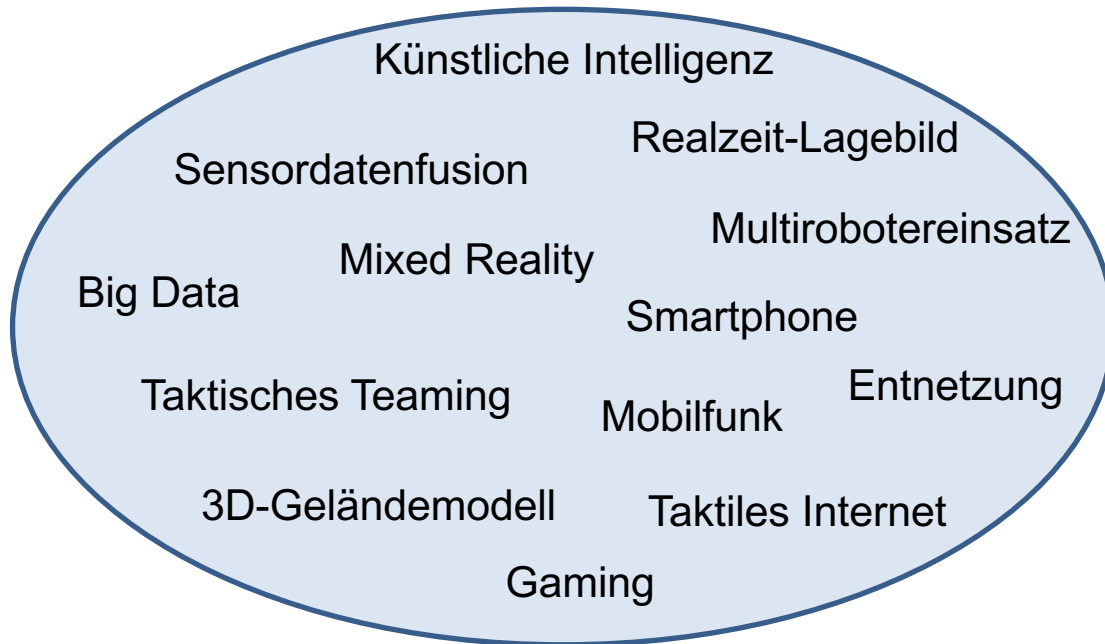 Künstliche Intelligenz
Realzeit-Lagebild
Sensordatenfusion
Multirobotereinsatz
Mixed Reality
Big Data
Smartphone
Entnetzung
Taktisches Teaming
Mobilfunk
3D-Geländemodell
Taktiles Internet
Gaming